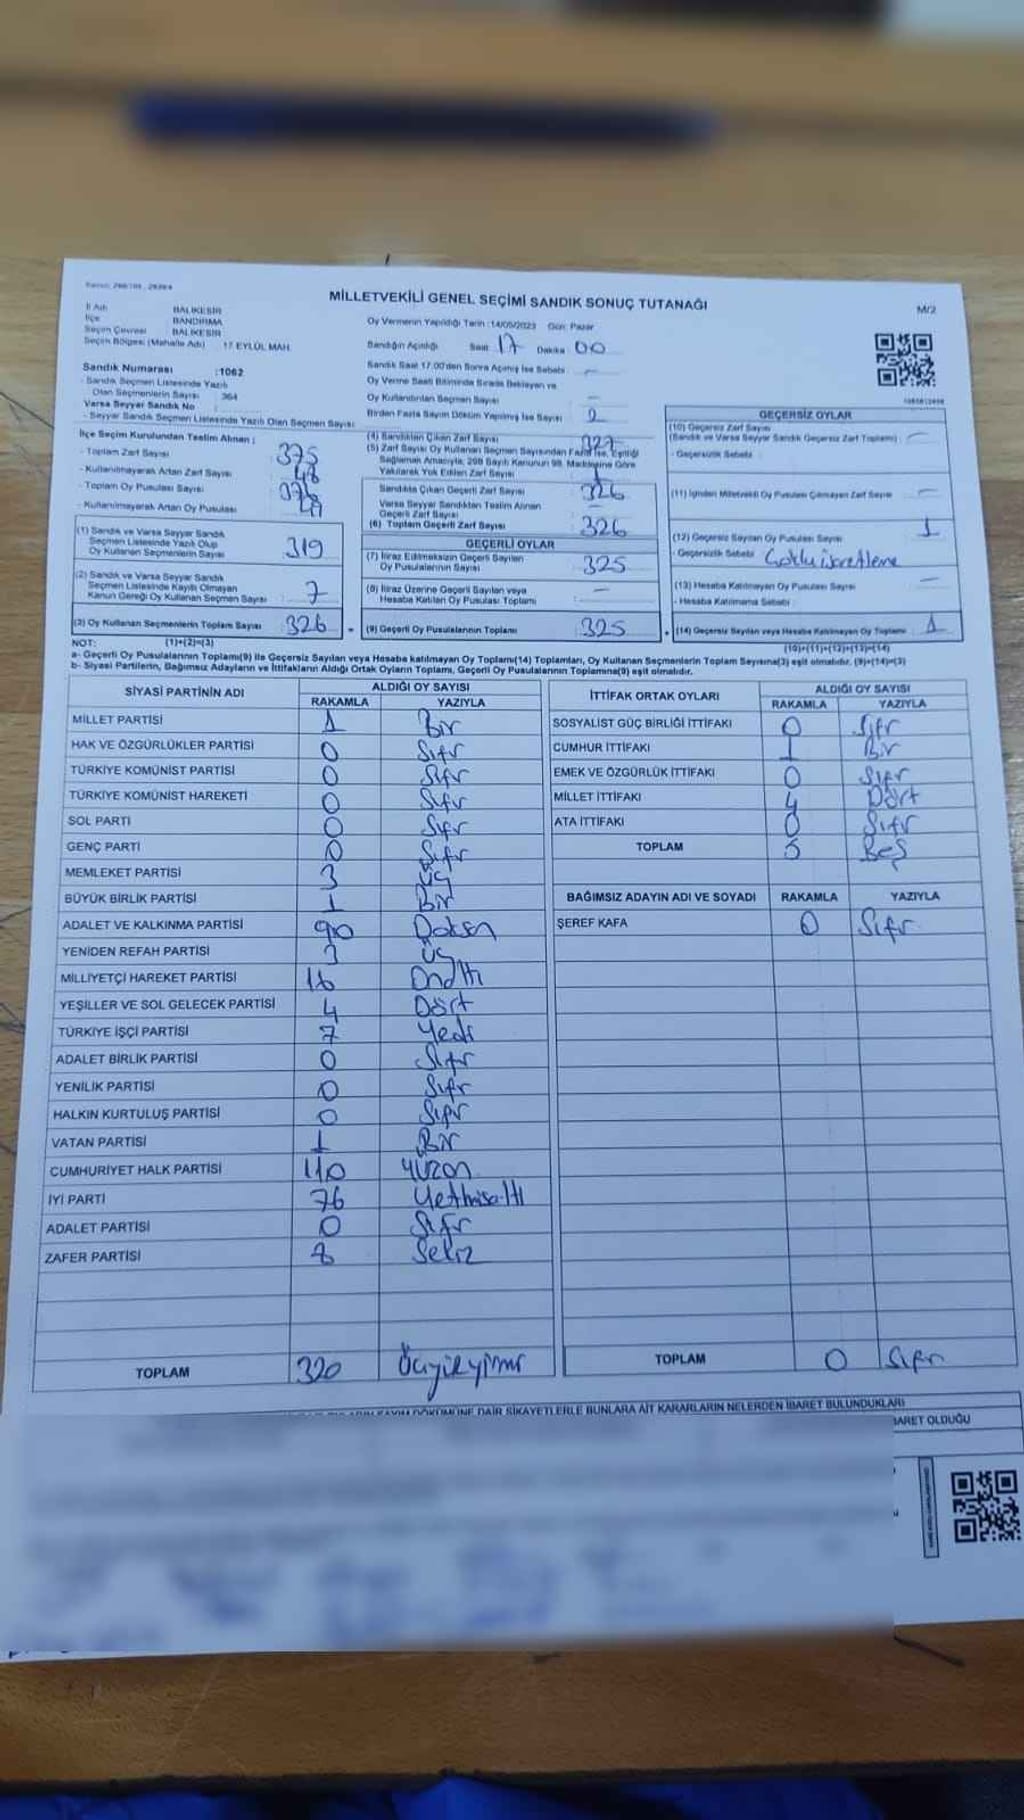 MİLLETVEKİLİ GENEL SEÇİMİ SANDIK SONUÇ TUTANAĞI
M/2
İl Adı BALIKESİR
İlçe BANDIRMA
Seçim Çevresi BALIKESİR
Seçim Bölgesi (Mahalle Adı) 17 EYLÜL MAH.
Oy Vermenin Yapıldığı Tarih :14/05/2023 Gün: Pazar
Sandığın Açıldığı Saat 17 Dakika 00
Sandık Saat 17.00'den Sonra Açılmış İse Sebebi
Oy Verme Saati Bitiminde Sırada Bekleyen ve
Oy Kullandırılan Seçmen Sayısı
Birden Fazla Sayım Döküm Yapılmış İse Sayısı 2
Sandık Numarası :1062
- Sandık Seçmen Listesinde Yazılı
Olan Seçmenlerin Sayısı 364
Varsa Seyyar Sandık No
- Seyyar Sandık Seçmen Listesinde Yazılı Olan Seçmen Sayısı:
İlçe Seçim Kurulundan Teslim Alınan :
- Toplam Zarf Sayısı 375
- Kullanılmayarak Artan Zarf Sayısı 48
- Toplam Oy Pusulası Sayısı
- Kullanılmayarak Artan Oy Pusulası
(1) Sandık ve Varsa Seyyar Sandık
Seçmen Listesinde Yazılı Olup
Oy Kullanan Seçmenlerin Sayısı 319
(2) Sandık ve Varsa Seyyar Sandık
Seçmen Listesinde Kayıtlı Olmayan
Kanun Gereği Oy Kullanan Seçmen Sayısı 7
(3) Oy Kullanan Seçmenlerin Toplam Sayısı 326
(4) Sandıktan Çıkan Zarf Sayısı 327
(5) Zarf Sayısı Oy Kullanan Seçmen Sayısından Fazla İse, Eşitliği
Sağlamak Amacıyla, 298 Sayılı Kanunun 98. Maddesine Göre
Yakılarak Yok Edilen Zarf Sayısı 1
Sandıkta Çıkan Geçerli Zarf Sayısı 326
Varsa Seyyar Sandıktan Teslim Alınan
Geçerli Zarf Sayısı
(6) Toplam Geçerli Zarf Sayısı 326
GEÇERLİ OYLAR
(7) İtiraz Edilmeksizin Geçerli Sayılan
Oy Pusulalarının Sayısı 325
(8) İtiraz Üzerine Geçerli Sayılan veya
Hesaba Katılan Oy Pusulası Toplamı —
(9) Geçerli Oy Pusulalarının Toplamı 325
GEÇERSİZ OYLAR
(10) Geçersiz Zarf Sayısı
(Sandık ve Varsa Seyyar Sandık Geçersiz Zarf Toplamı) —
- Geçersizlik Sebebi
(11) İçinden Milletvekili Oy Pusulası Çıkmayan Zarf Sayısı —
(12) Geçersiz Sayılan Oy Pusulası Sayısı 1
- Geçersizlik Sebebi Çoklu işretleme
(13) Hesaba Katılmayan Oy Pusulası Sayısı —
- Hesaba Katılmama Sebebi :
(14) Geçersiz Sayılan veya Hesaba Katılmayan Oy Toplamı 1
NOT: (1)+(2)=(3)
(10)+(11)+(12)+(13)=(14)
a- Geçerli Oy Pusulalarının Toplamı(9) ile Geçersiz Sayılan veya Hesaba katılmayan Oy Toplamı(14) Toplamları, Oy Kullanan Seçmenlerin Toplam Sayısına(3) eşit olmalıdır. (9)+(14)=(3)
b- Siyasi Partilerin, Bağımsız Adayların ve İttifakların Aldığı Ortak Oyların Toplamı, Geçerli Oy Pusulalarının Toplamına(9) eşit olmalıdır.
SİYASİ PARTİNİN ADI ALDIĞI OY SAYISI
RAKAMLA YAZIYLA
MİLLET PARTİSİ 1 Bir
HAK VE ÖZGÜRLÜKLER PARTİSİ 0 Sıfır
TÜRKİYE KOMÜNİST PARTİSİ 0 Sıfır
TÜRKİYE KOMÜNİST HAREKETİ 0 Sıfır
SOL PARTİ 0 Sıfır
GENÇ PARTİ 0 Sıfır
MEMLEKET PARTİSİ 3 Üç
BÜYÜK BİRLİK PARTİSİ 1 Bir
ADALET VE KALKINMA PARTİSİ 90 Doksan
YENİDEN REFAH PARTİSİ 3 Üç
MİLLİYETÇİ HAREKET PARTİSİ 16 Onaltı
YEŞİLLER VE SOL GELECEK PARTİSİ 4 Dört
TÜRKİYE İŞÇİ PARTİSİ 7 Yedi
ADALET BİRLİK PARTİSİ 0 Sıfır
YENİLİK PARTİSİ 0 Sıfır
HALKIN KURTULUŞ PARTİSİ 0 Sıfır
VATAN PARTİSİ 1 Bir
CUMHURİYET HALK PARTİSİ 110 Yüzon
İYİ PARTİ 76 Yetmişaltı
ADALET PARTİSİ 0 Sıfır
ZAFER PARTİSİ 8 Sekiz
TOPLAM 320 Üçyüzyirmi
İTTİFAK ORTAK OYLARI ALDIĞI OY SAYISI
RAKAMLA YAZIYLA
SOSYALİST GÜÇ BİRLİĞİ İTTİFAKI 0 Sıfır
CUMHUR İTTİFAKI 1 Bir
EMEK VE ÖZGÜRLÜK İTTİFAKI 0 Sıfır
MİLLET İTTİFAKI 4 Dört
ATA İTTİFAKI 0 Sıfır
TOPLAM 5 Beş
BAĞIMSIZ ADAYIN ADI VE SOYADI RAKAMLA YAZIYLA
ŞEREF KAFA 0 Sıfır
TOPLAM 0 Sıfır
SAYIM DÖKÜMÜNE DAİR ŞİKAYETLERLE BUNLARA AİT KARARLARIN NELERDEN İBARET BULUNDUKLARI
BARET OLDUĞU